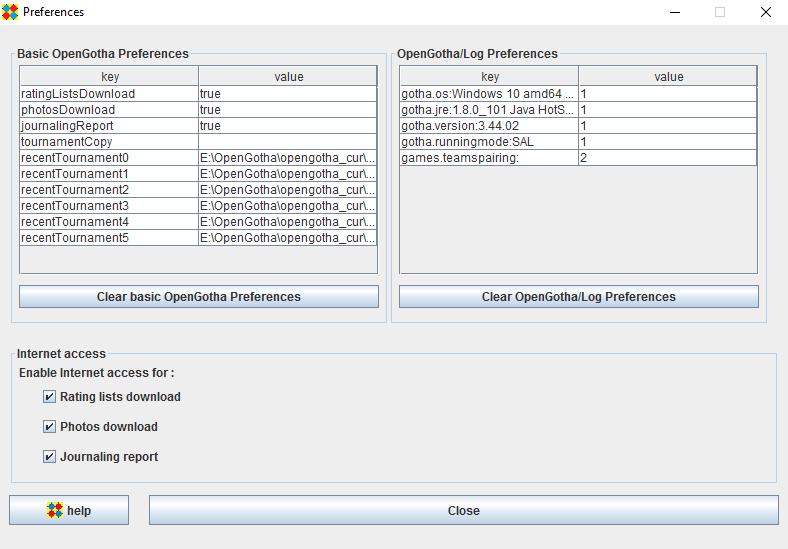 Preferences
Basic OpenGotha Preferences
key value
ratingListsDownload true
photosDownload true
journalingReport true
tournamentCopy
recentTournament0 E:\OpenGotha\opengotha_cur\...
recentTournament1 E:\OpenGotha\opengotha_cur\...
recentTournament2 E:\OpenGotha\opengotha_cur\...
recentTournament3 E:\OpenGotha\opengotha_cur\...
recentTournament4 E:\OpenGotha\opengotha_cur\...
recentTournament5 E:\OpenGotha\opengotha_cur\...
Clear basic OpenGotha Preferences
OpenGotha/Log Preferences
key value
gotha.os:Windows 10 amd64 ... 1
gotha.jre:1.8.0_101 Java HotS... 1
gotha.version:3.44.02 1
gotha.runningmode:SAL 1
games.teamspairing: 2
Clear OpenGotha/Log Preferences
Internet access
Enable Internet access for :
Rating lists download
Photos download
Journaling report
help
Close